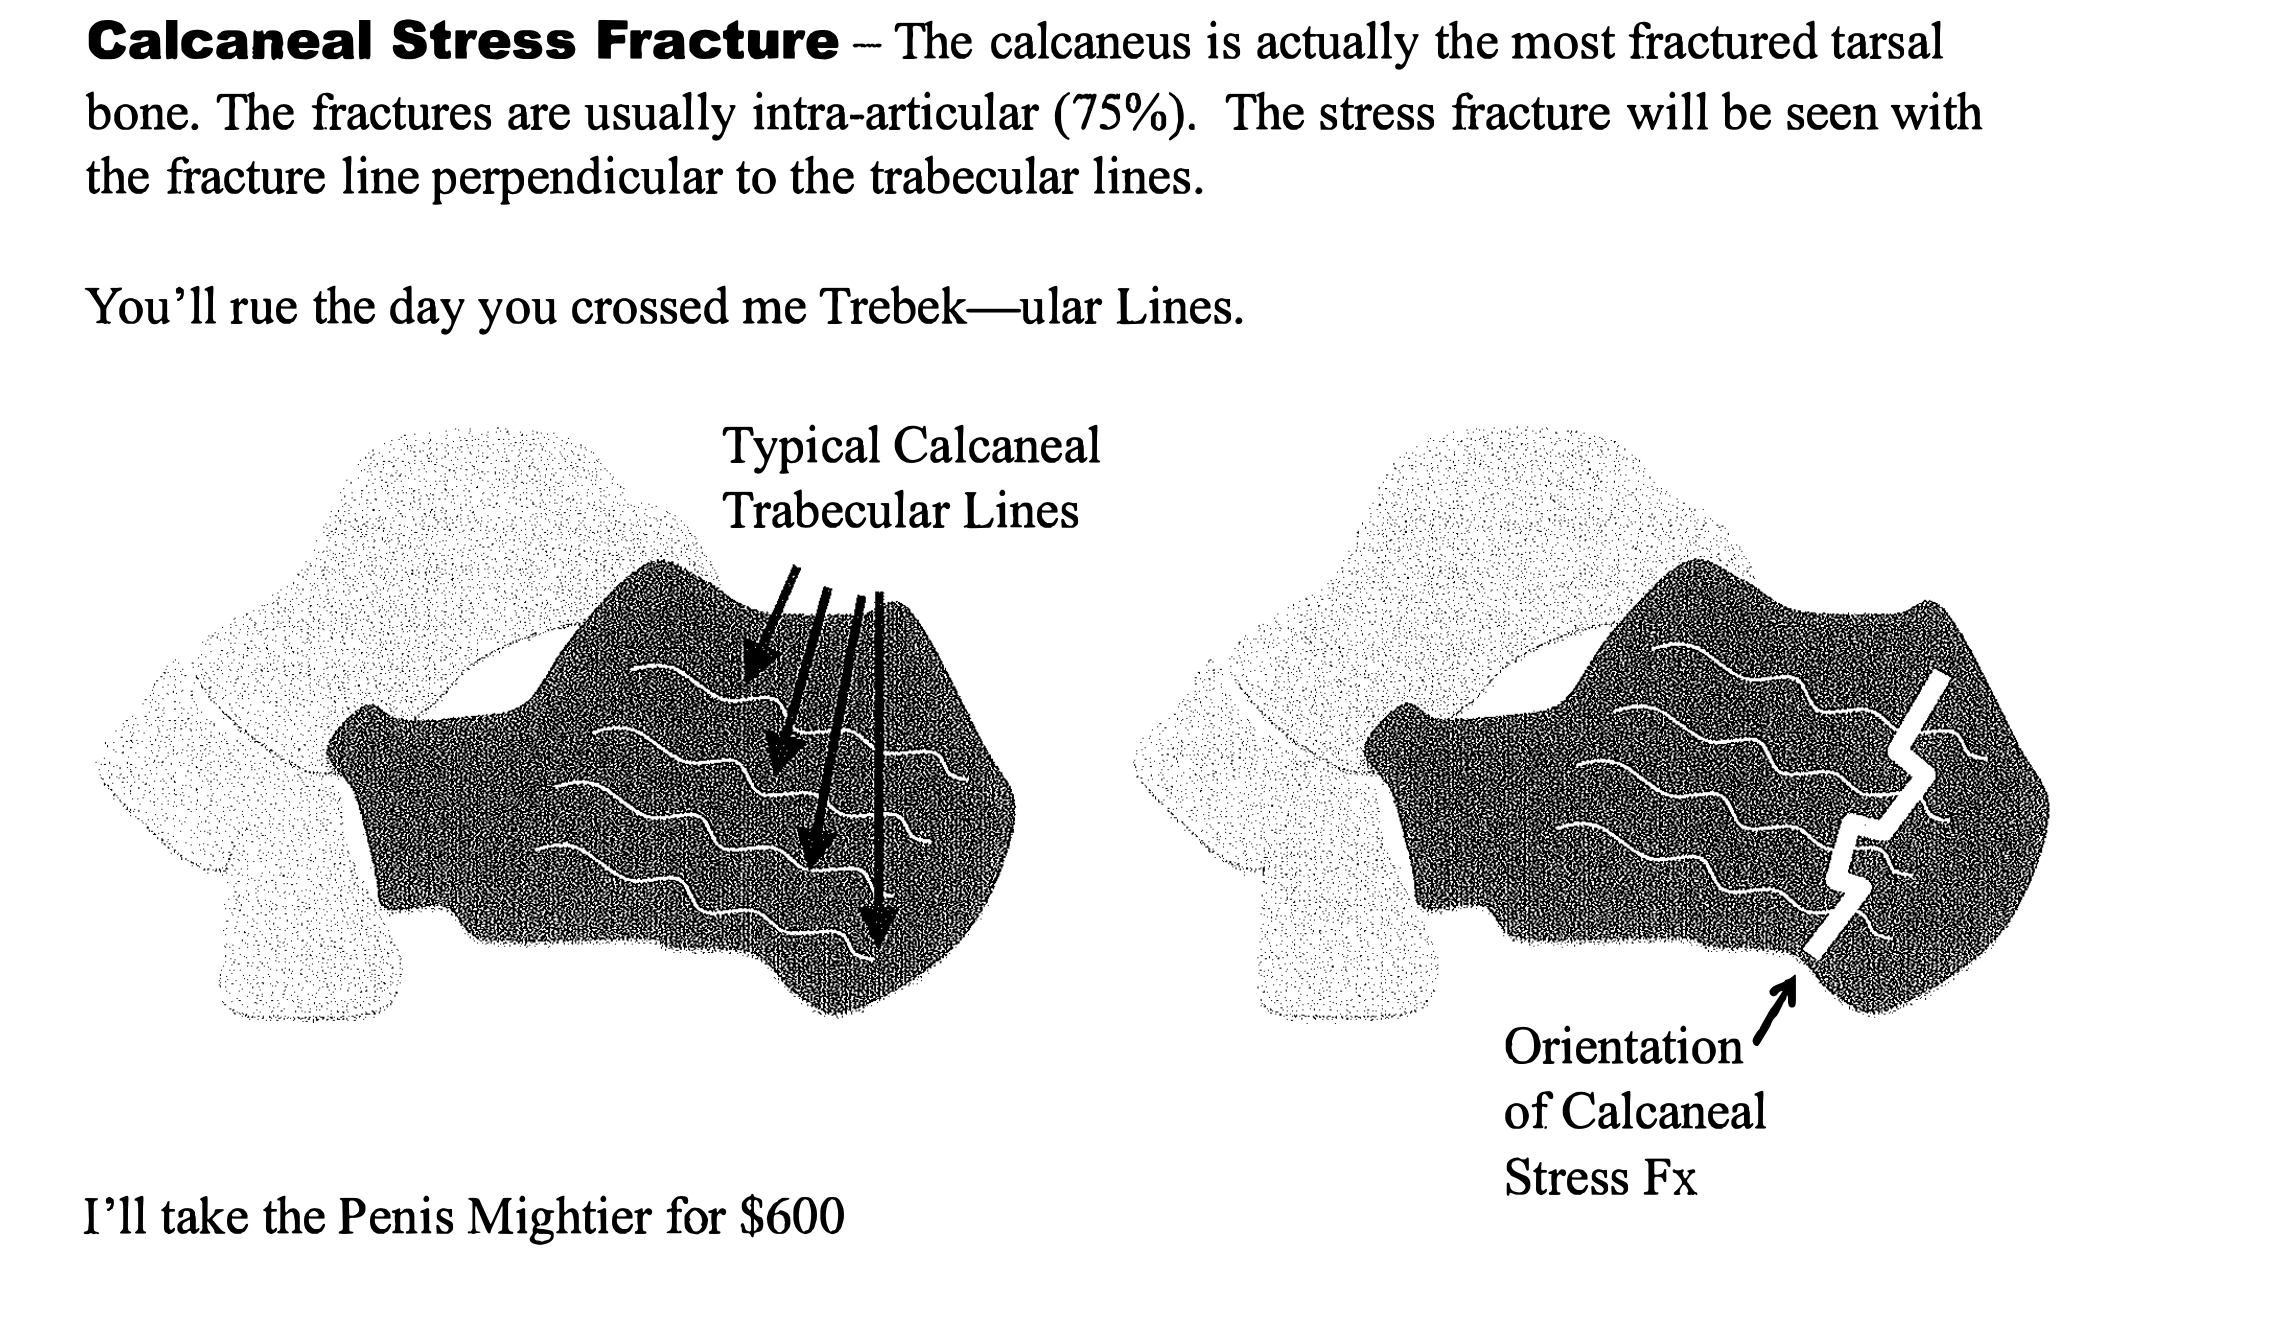 Calcaneal Stress Fracture – The calcaneus is actually the most fractured tarsal
bone. The fractures are usually intra-articular (75%). The stress fracture will be seen with
the fracture line perpendicular to the trabecular lines.
You’ll rue the day you crossed me Trebek—ular Lines.
Typical Calcaneal
Trabecular Lines
Orientation
of Calcaneal
Stress Fx
I’ll take the Penis Mightier for $600